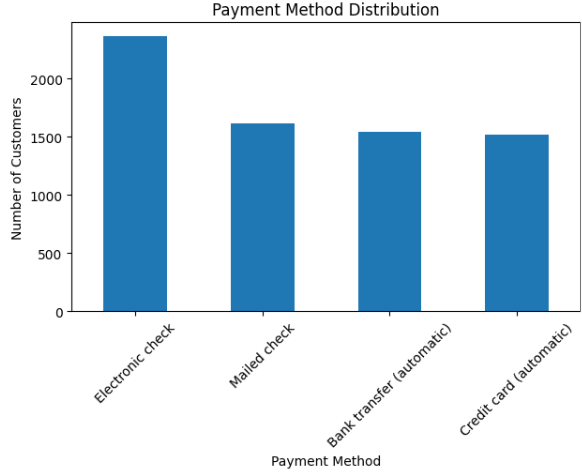 Payment Method Distribution
Number of Customers
2000
1500
1000
500
0
Electronic check
Mailed check
Bank transfer (automatic)
Credit card (automatic)
Payment Method